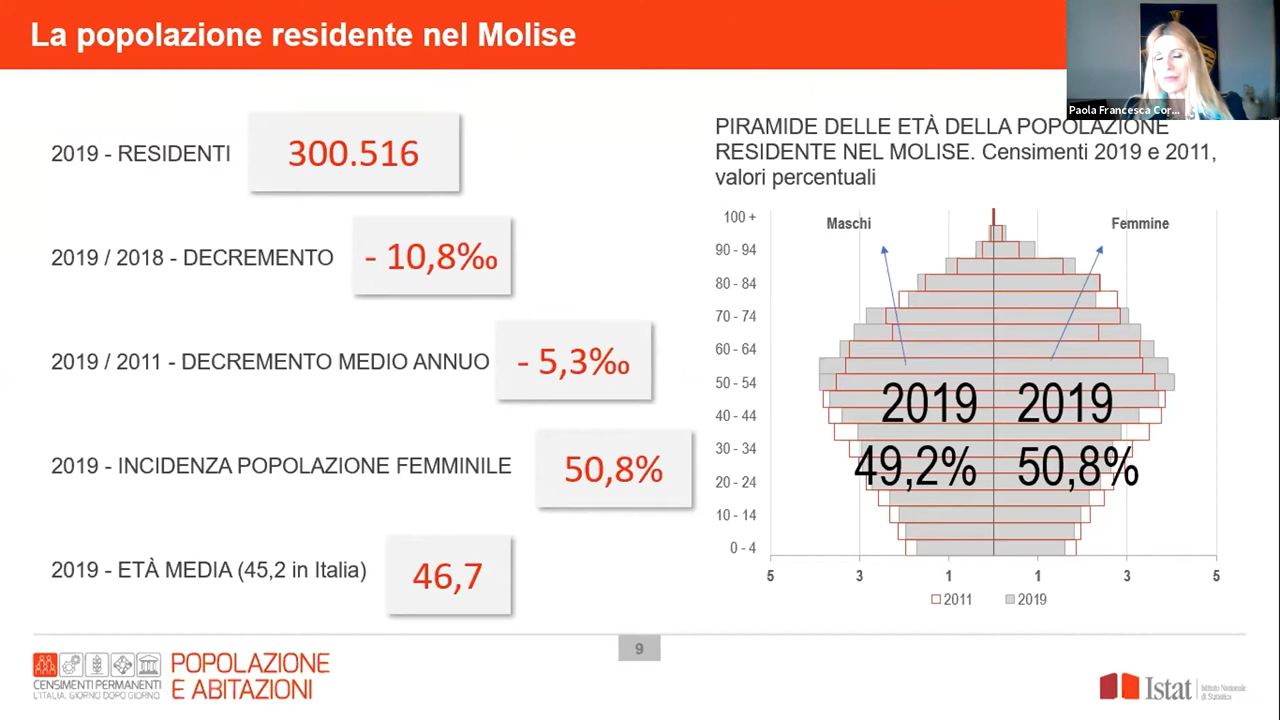 La popolazione residente nel Molise
Paola Francesca Cor...
2019 - RESIDENTI
300.516
2019 / 2018 - DECREMENTO
- 10,8‰
2019 / 2011 - DECREMENTO MEDIO ANNUO
- 5,3‰
2019 - INCIDENZA POPOLAZIONE FEMMINILE
50,8%
2019 - ETÀ MEDIA (45,2 in Italia)
46,7
PIRAMIDE DELLE ETÀ DELLA POPOLAZIONE
RESIDENTE NEL MOLISE. Censimenti 2019 e 2011,
valori percentuali
Maschi
Femmine
100 +
90 - 94
80 - 84
70 - 74
60 - 64
50 - 54
40 - 44
30 - 34
20 - 24
10 - 14
0 - 4
2019 2019
49,2% 50,8%
5 3 1 1 3 5
2011 2019
9
CENSIMENTI PERMANENTI
L'ITALIA, GIORNO DOPO GIORNO
POPOLAZIONE
E ABITAZIONI
Istat
Istituto Nazionale
di Statistica